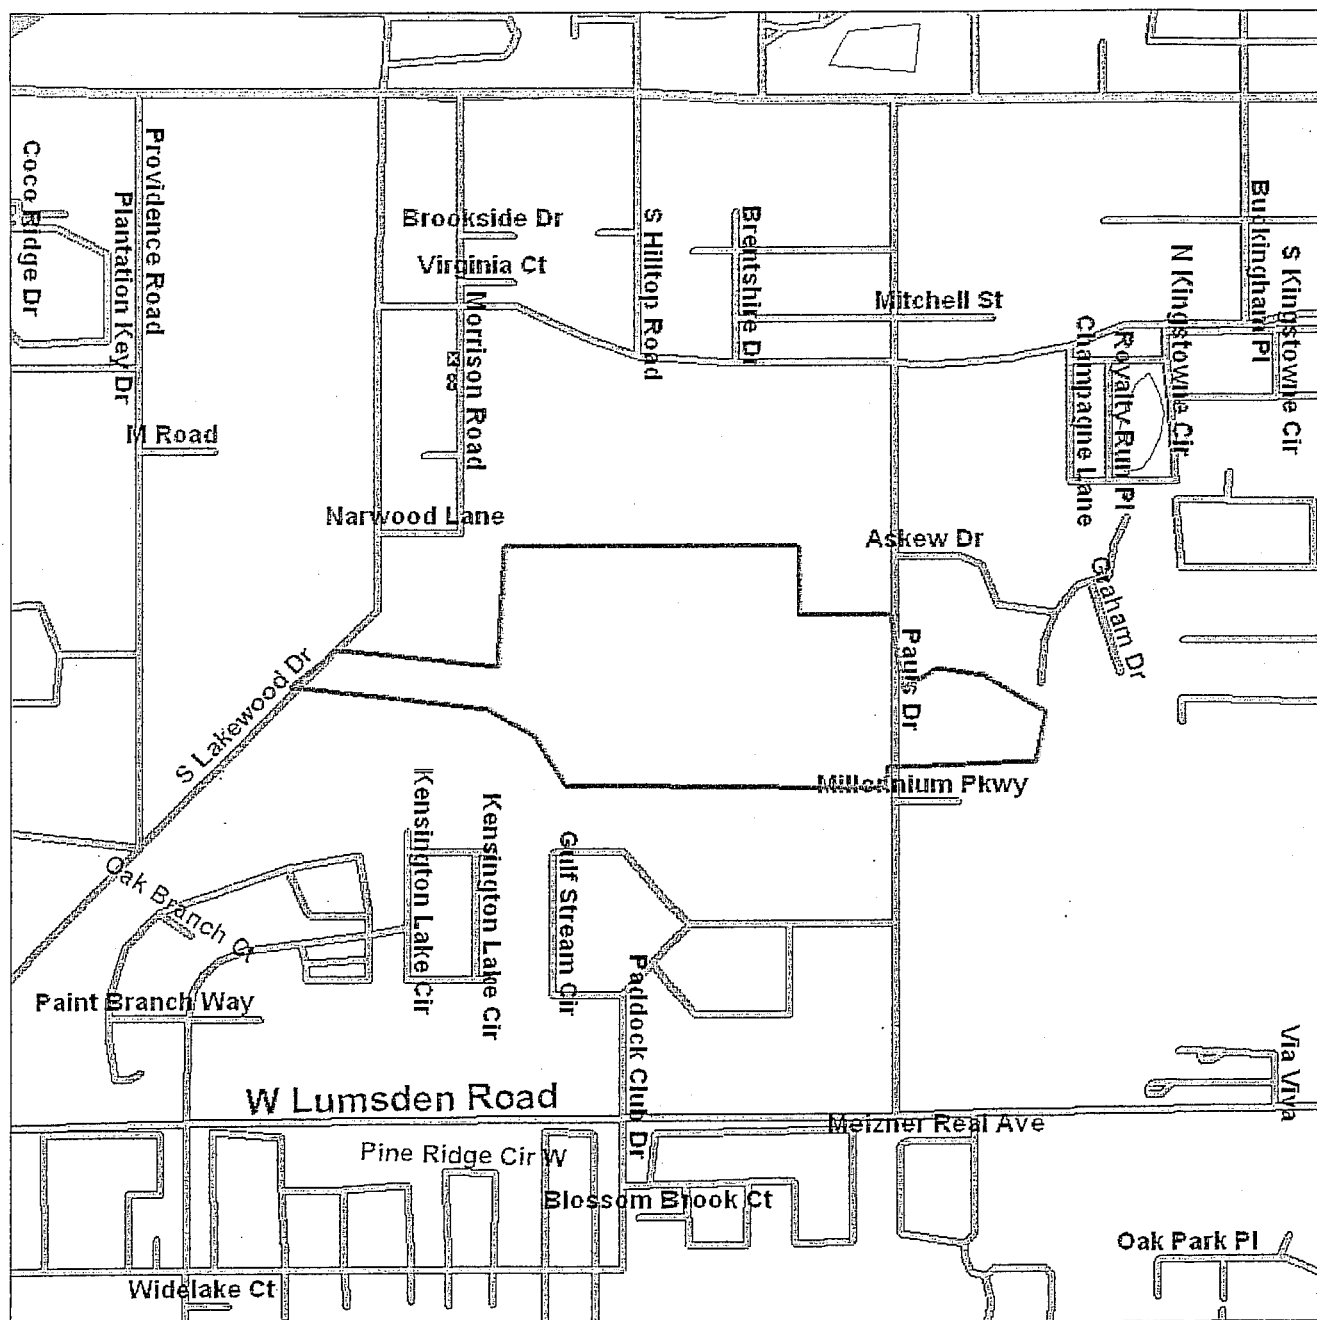 Coco Ridge Dr
Plantation Key Dr
Providence Road
Brookside Dr
Virginia Ct
Morrison Road
S Hilltop Road
Brentshire Dr
Mitchell St
Champagne Lane
Royalty Run Pl
N Kingstowne Cir
Buckingham Pl
S Kingstowne Cir
M Road
Narwood Lane
Askew Dr
Graham Dr
Pauls Dr
S Lakewood Dr
Millennium Pkwy
Kensington Lake Cir
Kensington Lake Cir
Gulf Stream Cir
Oak Branch Ct
Paddock Club Dr
Paint Branch Way
Via Viva
W Lumsden Road
Meizner Real Ave
Pine Ridge Cir W
Blossom Brook Ct
Oak Park Pl
Widelake Ct